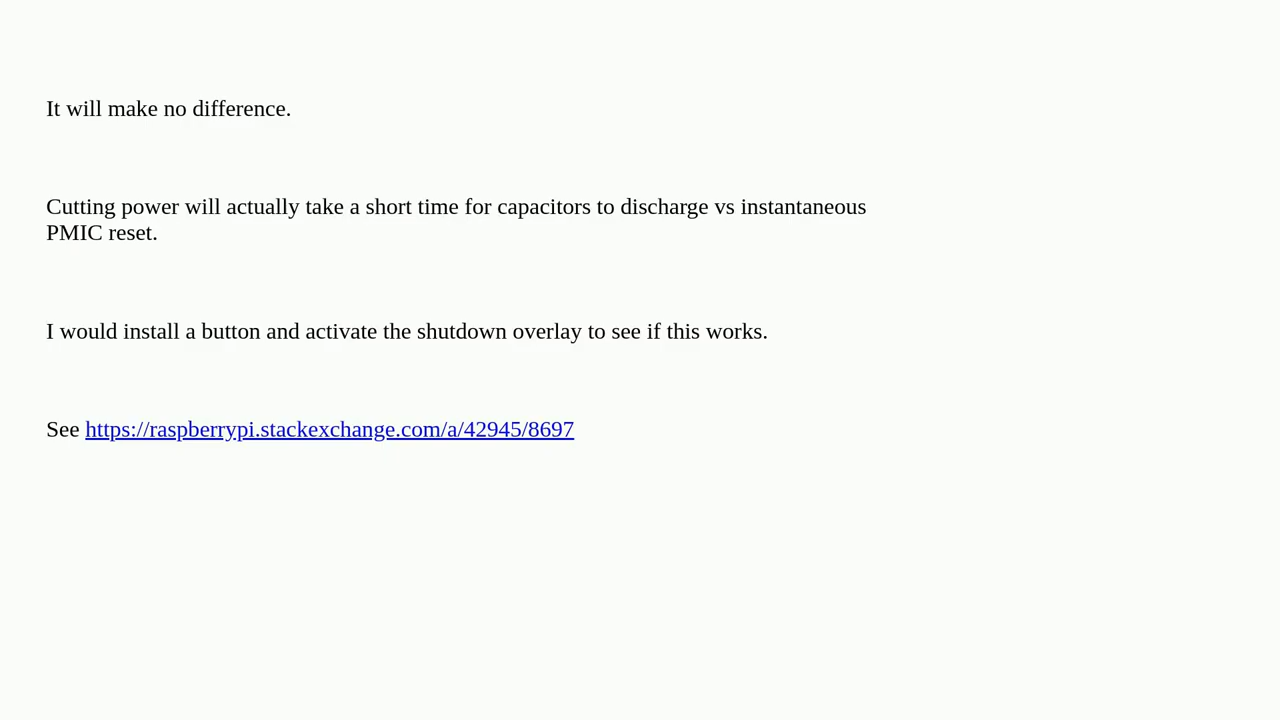 It will make no difference.
Cutting power will actually take a short time for capacitors to discharge vs instantaneous
PMIC reset.
I would install a button and activate the shutdown overlay to see if this works.
See https://raspberrypi.stackexchange.com/a/42945/8697